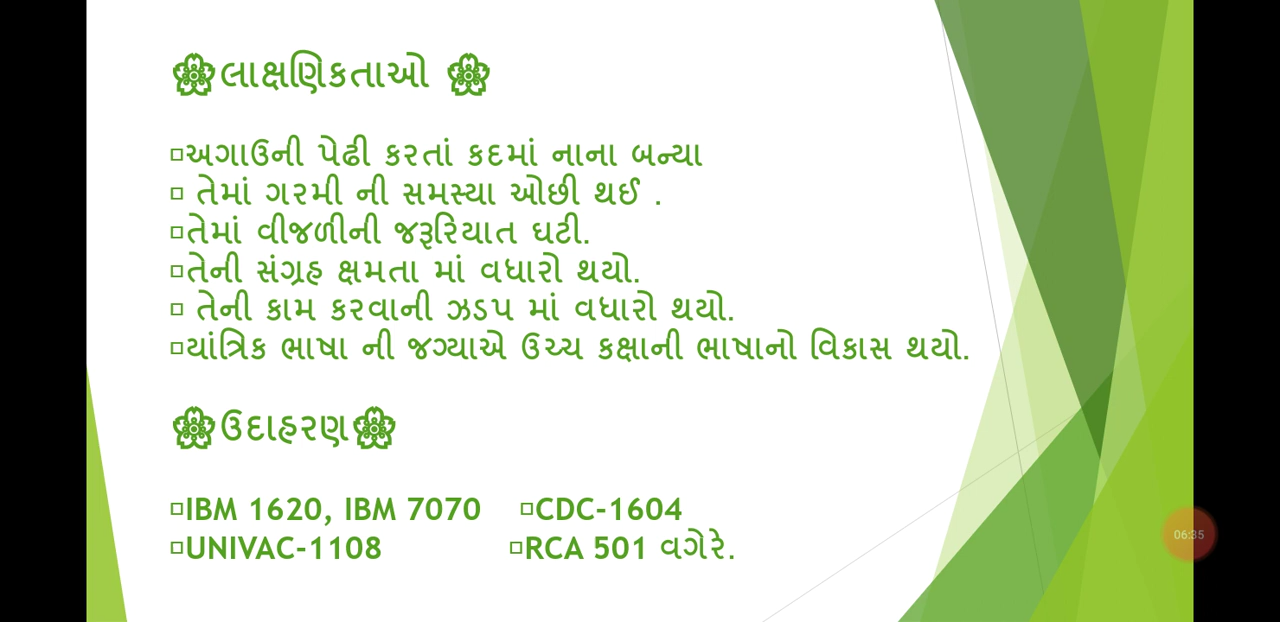 લાક્ષણિકતાઓ
અગાઉની પેઢી કરતાં કદમાં નાના બન્યા
તેમાં ગરમી ની સમસ્યા ઓછી થઈ .
તેમાં વીજળીની જરૂરિયાત ઘટી.
તેની સંગ્રહ ક્ષમતા માં વધારો થયો.
તેની કામ કરવાની ઝડપ માં વધારો થયો.
યાંત્રિક ભાષા ની જગ્યાએ ઉચ્ચ કક્ષાની ભાષાનો વિકાસ થયો.
ઉદાહરણ
IBM 1620, IBM 7070 CDC-1604
UNIVAC-1108 RCA 501 વગેરે.
06:35